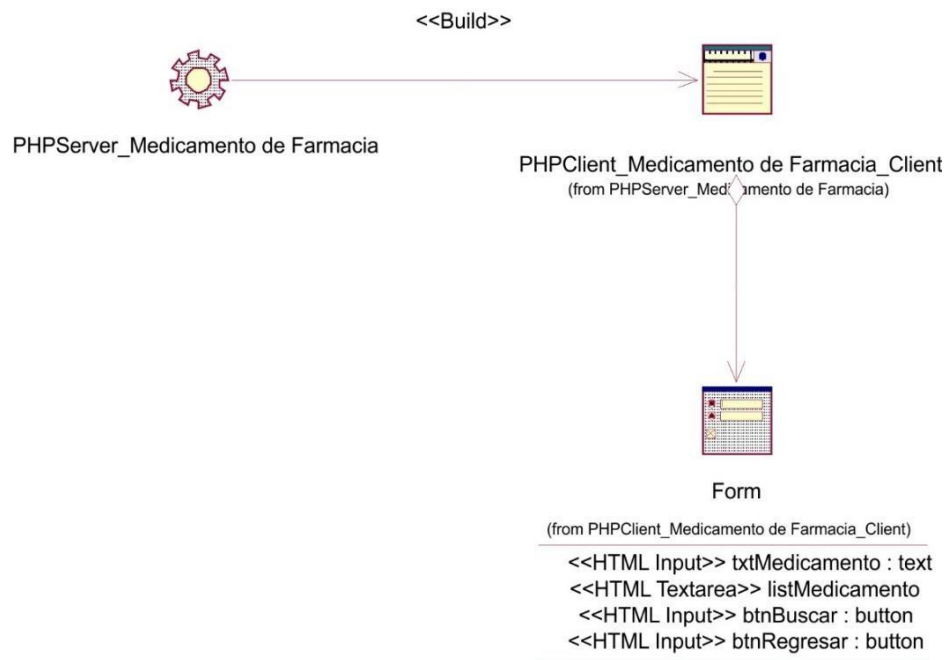 <<Build>>
PHPServer_Medicamento de Farmacia
PHPClient_Medicamento de Farmacia_Client
(from PHPServer_Medicamento de Farmacia)
Form
(from PHPClient_Medicamento de Farmacia_Client)
<<HTML Input>> txtMedicamento : text
<<HTML Textarea>> listMedicamento
<<HTML Input>> btnBuscar : button
<<HTML Input>> btnRegresar : button